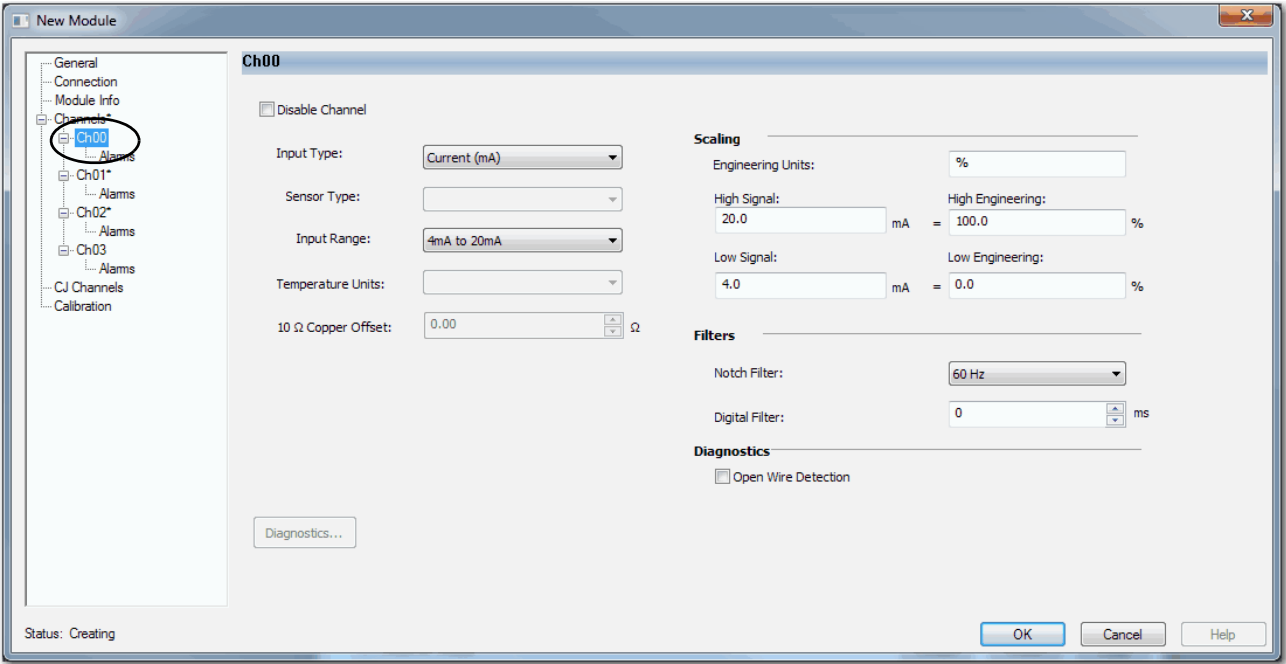 New Module
General
Connection
Module Info
Channels*
Ch00
Alarms
Ch01*
Alarms
Ch02*
Alarms
Ch03
Alarms
CJ Channels
Calibration
Ch00
Disable Channel
Input Type: Current (mA)
Sensor Type:
Input Range: 4mA to 20mA
Temperature Units:
10 Ω Copper Offset: 0.00 Ω
Diagnostics...
Scaling
Engineering Units: %
High Signal: High Engineering:
20.0 mA = 100.0 %
Low Signal: Low Engineering:
4.0 mA = 0.0 %
Filters
Notch Filter: 60 Hz
Digital Filter: 0 ms
Diagnostics
Open Wire Detection
Status: Creating
OK Cancel Help